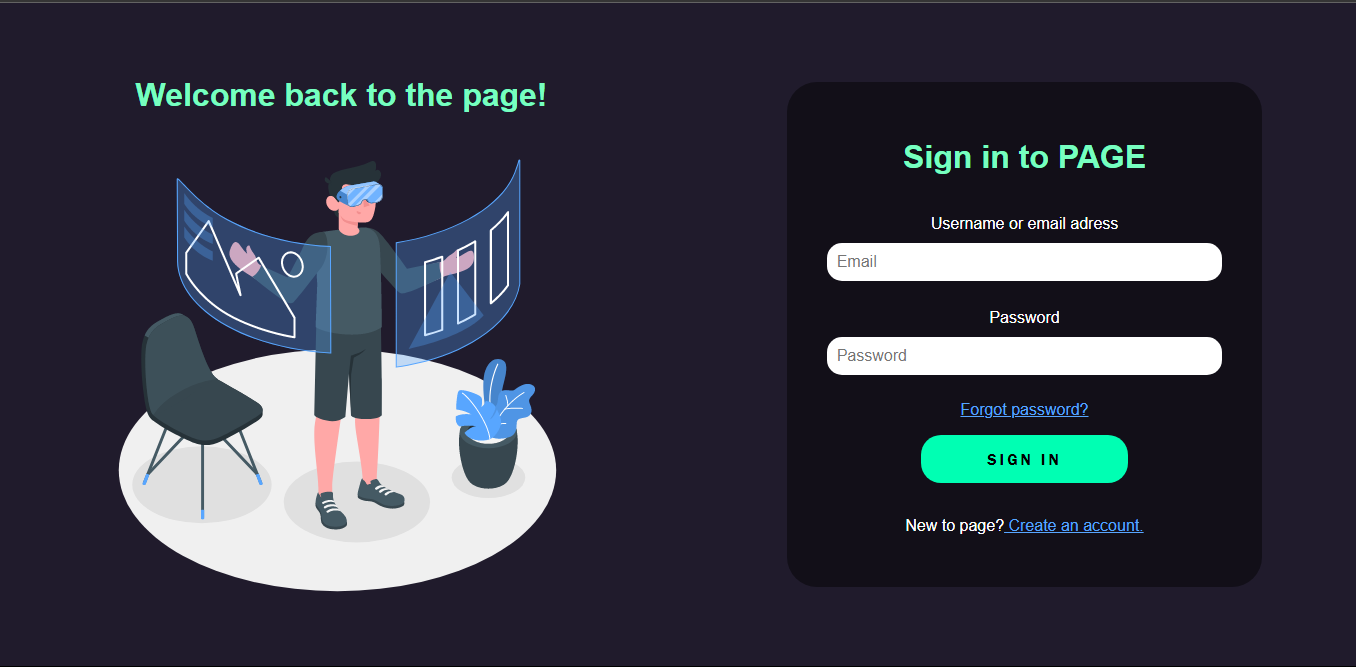 Welcome back to the page!
Sign in to PAGE
Username or email adress
Email
Password
Password
Forgot password?
SIGN IN
New to page? Create an account.